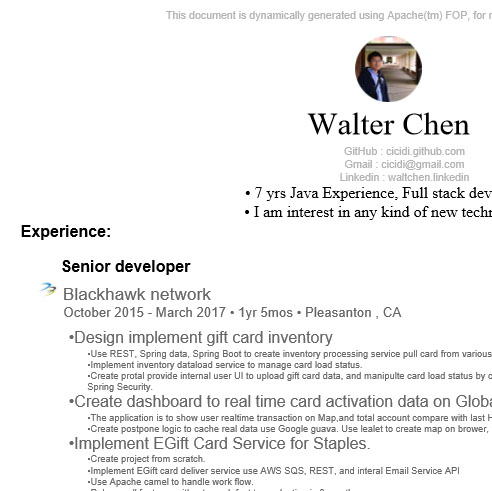 This document is dynamically generated using Apache(tm) FOP, for
Walter Chen
GitHub : cicidi.github.com
Gmail : cicidi@gmail.com
Linkedin : waltchen.linkedin
• 7 yrs Java Experience, Full stack dev
• I am interest in any kind of new tech
Experience:
Senior developer
Blackhawk network
October 2015 - March 2017 • 1yr 5mos • Pleasanton , CA
•Design implement gift card inventory
•Use REST, Spring data, Spring Boot to create inventory processing service pull card from various
•Implement inventory dataload service to manage card load status.
•Create protal provide internal user UI to upload gift card data, and manipulte card load status by
Spring Security.
•Create dashboard to real time card activation data on Globa
•The application is to show user realtime transaction on Map,and total account compare with last
•Create postpone logic to cache real data use Google guava. Use lealet to create map on brower,
•Implement EGift Card Service for Staples.
•Create project from scratch.
•Implement EGift card deliver service use AWS SQS, REST, and interal Email Service API
•Use Apache camel to handle work flow.